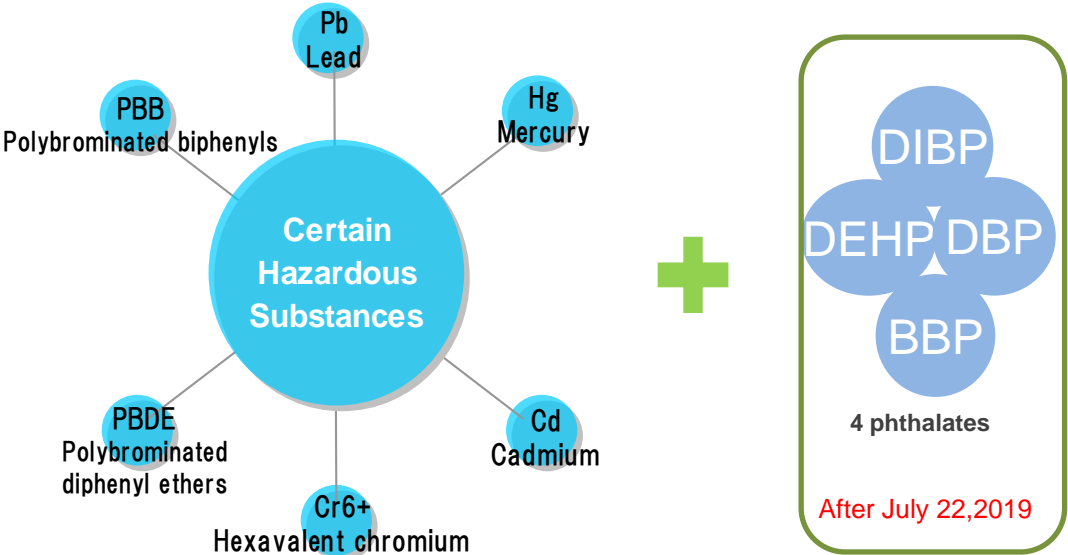 Pb
Lead
Hg
Mercury
PBB
Polybrominated biphenyls
Certain
Hazardous
Substances
PBDE
Polybrominated
diphenyl ethers
Cd
Cadmium
Cr6+
Hexavalent chromium
DIBP
DEHP
DBP
BBP
4 phthalates
After July 22,2019